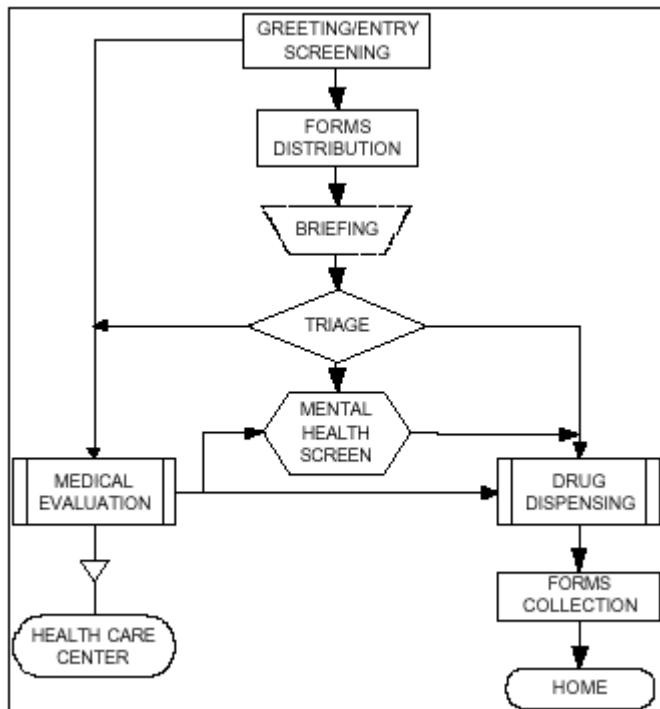 GREETING/ENTRY
SCREENING
FORMS
DISTRIBUTION
BRIEFING
TRIAGE
MENTAL
HEALTH
SCREEN
MEDICAL
EVALUATION
DRUG
DISPENSING
FORMS
COLLECTION
HEALTH CARE
CENTER
HOME